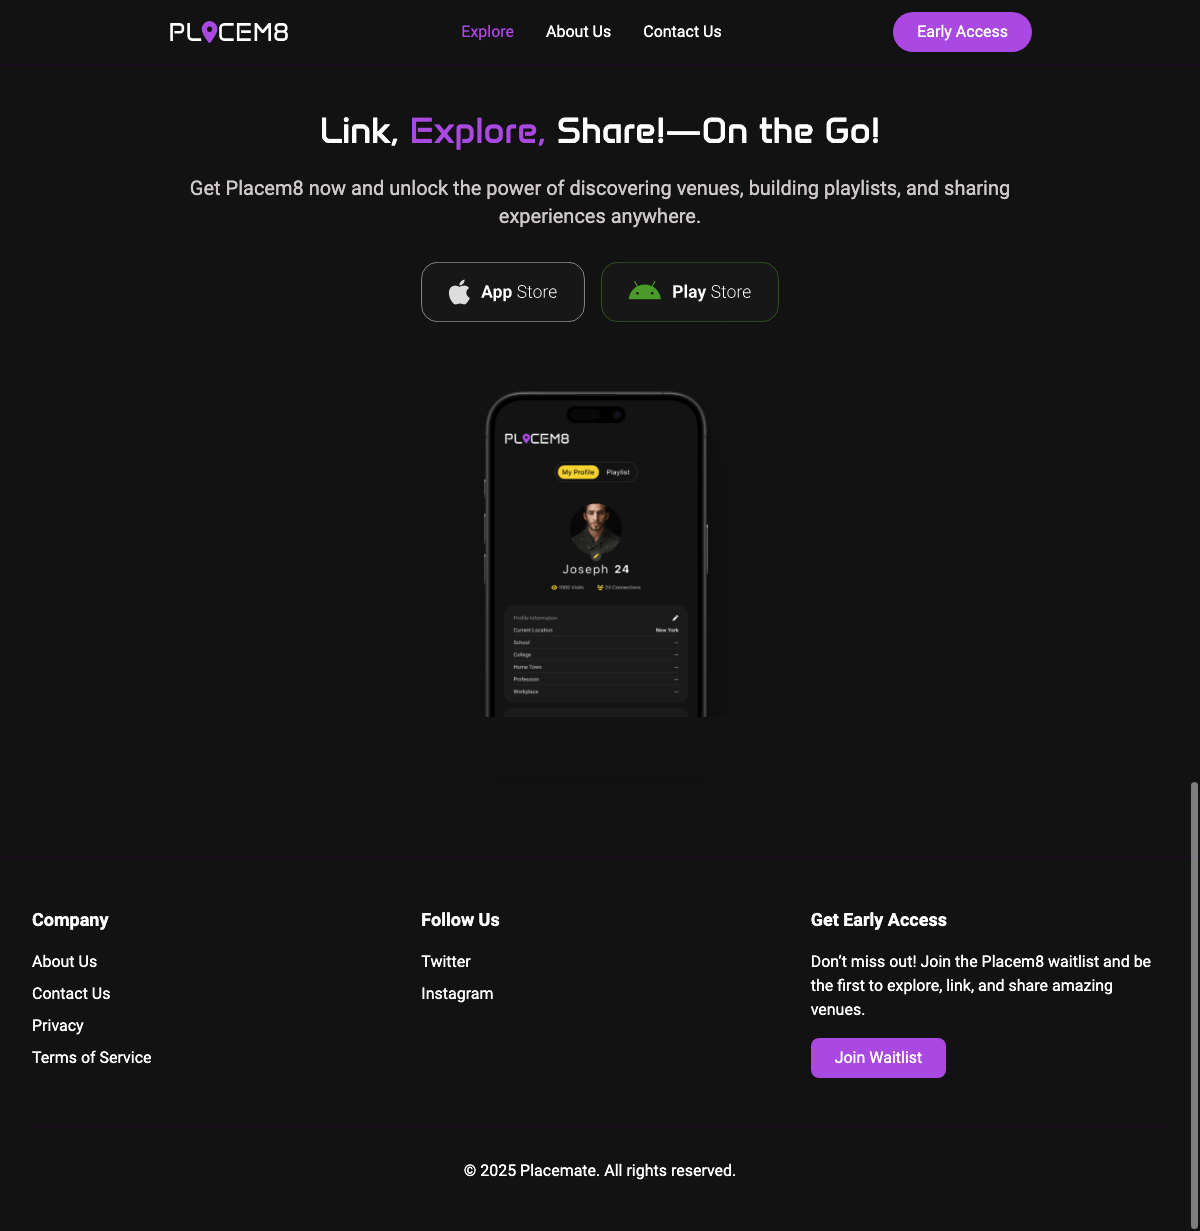 PLACEM8
Explore
About Us
Contact Us
Early Access
Link, Explore, Share!—On the Go!
Get Placem8 now and unlock the power of discovering venues, building playlists, and sharing
experiences anywhere.
App Store
Play Store
PLACEM8
My Profile
Playlist
Joseph 24
1000 Visits
23 Connections
Profile Information
Current Location
New York
School
College
Home Town
Profession
Workplace
Company
About Us
Contact Us
Privacy
Terms of Service
Follow Us
Twitter
Instagram
Get Early Access
Don’t miss out! Join the Placem8 waitlist and be
the first to explore, link, and share amazing
venues.
Join Waitlist
© 2025 Placemate. All rights reserved.